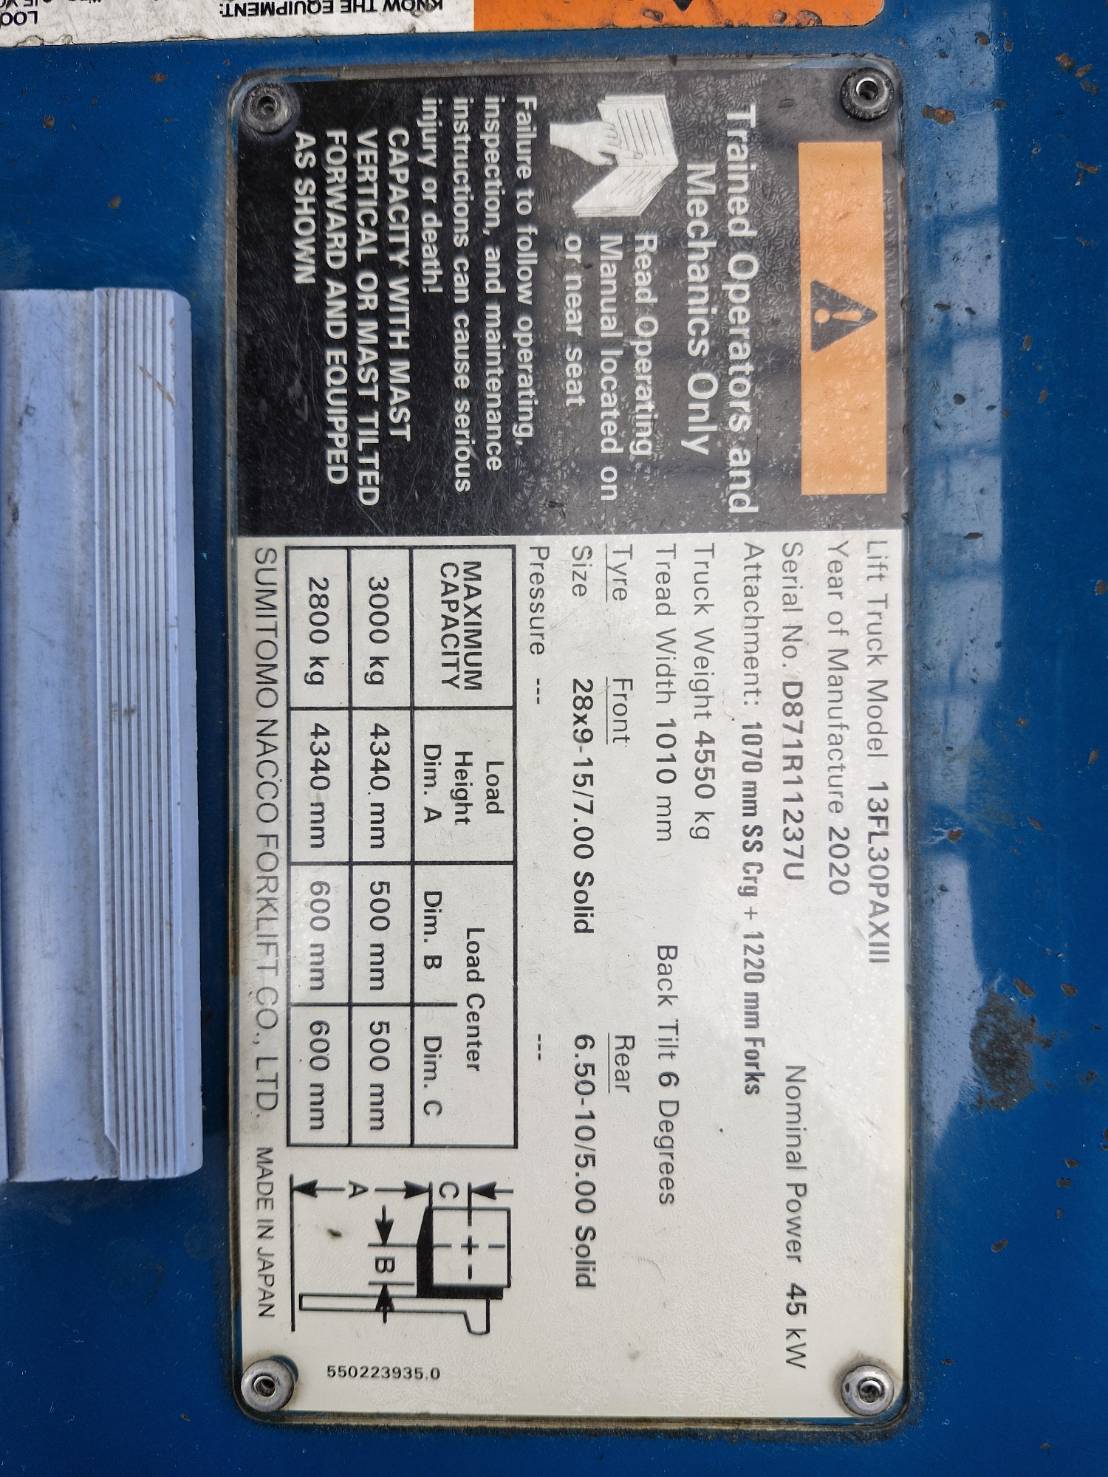 KNOW THE EQUIPMENT:
Trained Operators and
Mechanics Only
Read Operating
Manual located on
or near seat
Failure to follow operating,
inspection, and maintenance
instructions can cause serious
injury or death!
CAPACITY WITH MAST
VERTICAL OR MAST TILTED
FORWARD AND EQUIPPED
AS SHOWN
Lift Truck Model 13FL30PAXIII
Year of Manufacture 2020
Serial No. D871R11237U Nominal Power 45 kW
Attachment: 1070 mm SS Crg + 1220 mm Forks
Truck Weight 4550 kg
Tread Width 1010 mm Back Tilt 6 Degrees
Tyre Front Rear
Size 28x9-15/7.00 Solid 6.50-10/5.00 Solid
Pressure --- ---
MAXIMUM CAPACITY Load Height Dim. A Load Center Dim. B Dim. C
3000 kg 4340 mm 500 mm 500 mm
2800 kg 4340 mm 600 mm 600 mm
C
A
B
550223935.0
SUMITOMO NACCO FORKLIFT CO., LTD. MADE IN JAPAN